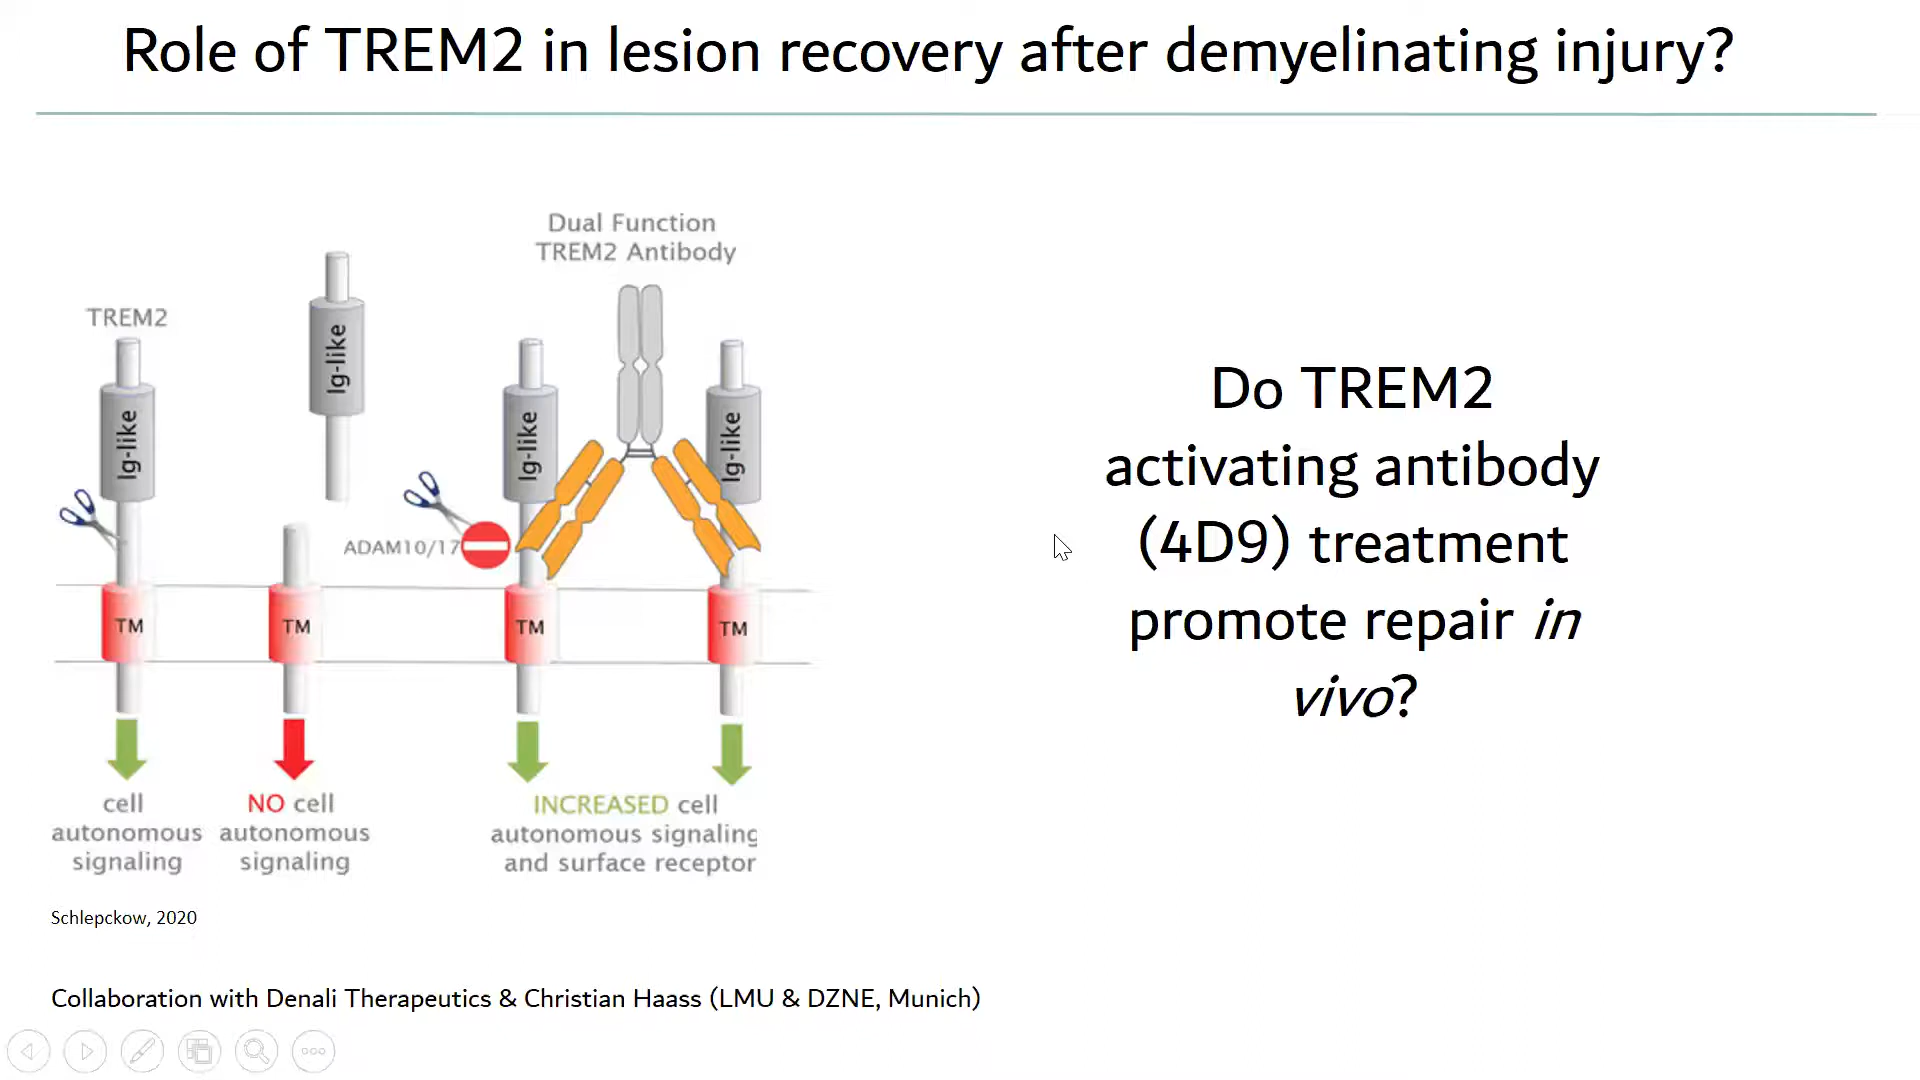 Role of TREM2 in lesion recovery after demyelinating injury?
Dual Function
TREM2 Antibody
TREM2
Ig-like
Ig-like
Ig-like
Ig-like
ADAM10/17
TM
TM
TM
TM
cell
autonomous
signaling
NO cell
autonomous
signaling
INCREASED cell
autonomous signaling
and surface receptor
Do TREM2
activating antibody
(4D9) treatment
promote repair in
vivo?
Schlepckow, 2020
Collaboration with Denali Therapeutics & Christian Haass (LMU & DZNE, Munich)